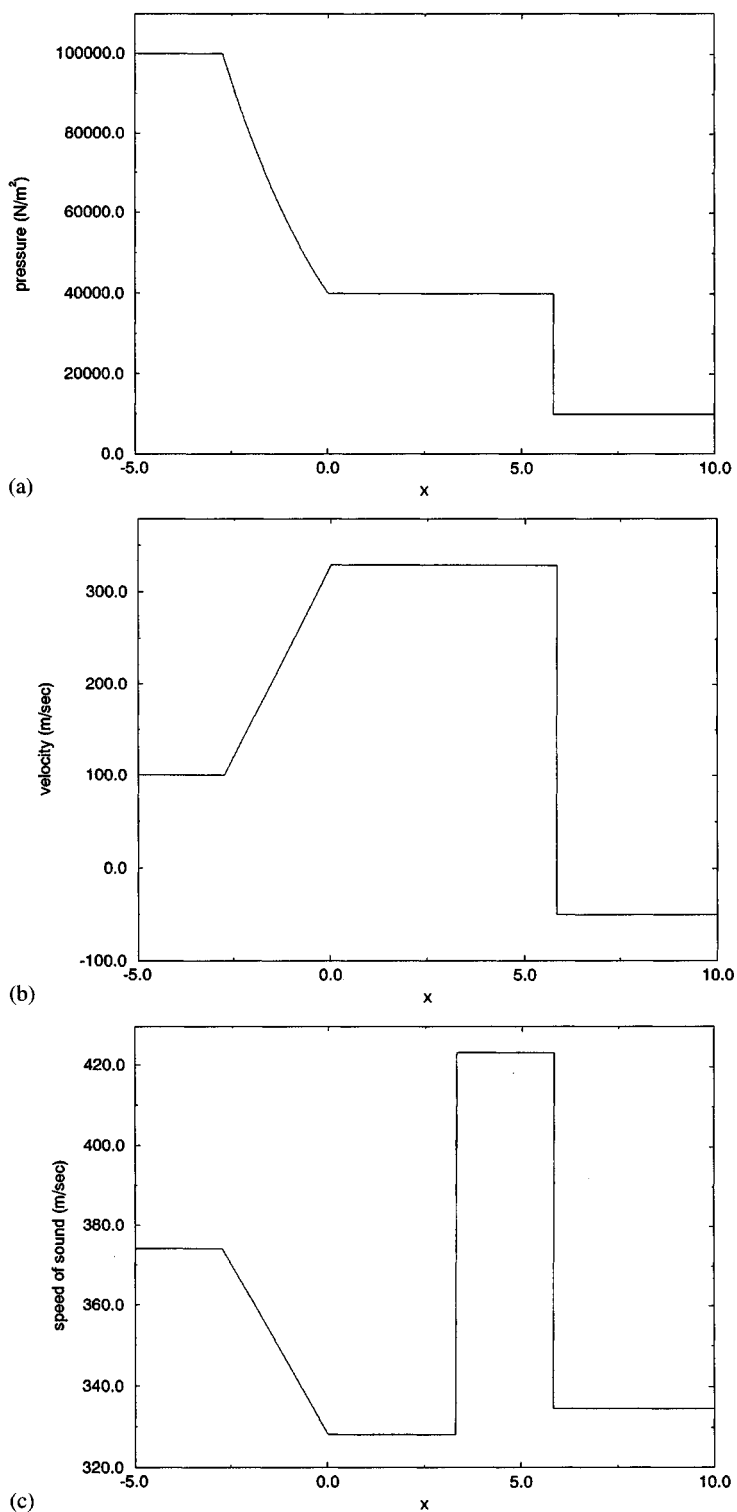 100000.0
80000.0
60000.0
40000.0
20000.0
0.0
pressure (N/m²)
-5.0 0.0 5.0 10.0
x
(a)
300.0
200.0
100.0
0.0
-100.0
velocity (m/sec)
-5.0 0.0 5.0 10.0
x
(b)
420.0
400.0
380.0
360.0
340.0
320.0
speed of sound (m/sec)
-5.0 0.0 5.0 10.0
x
(c)